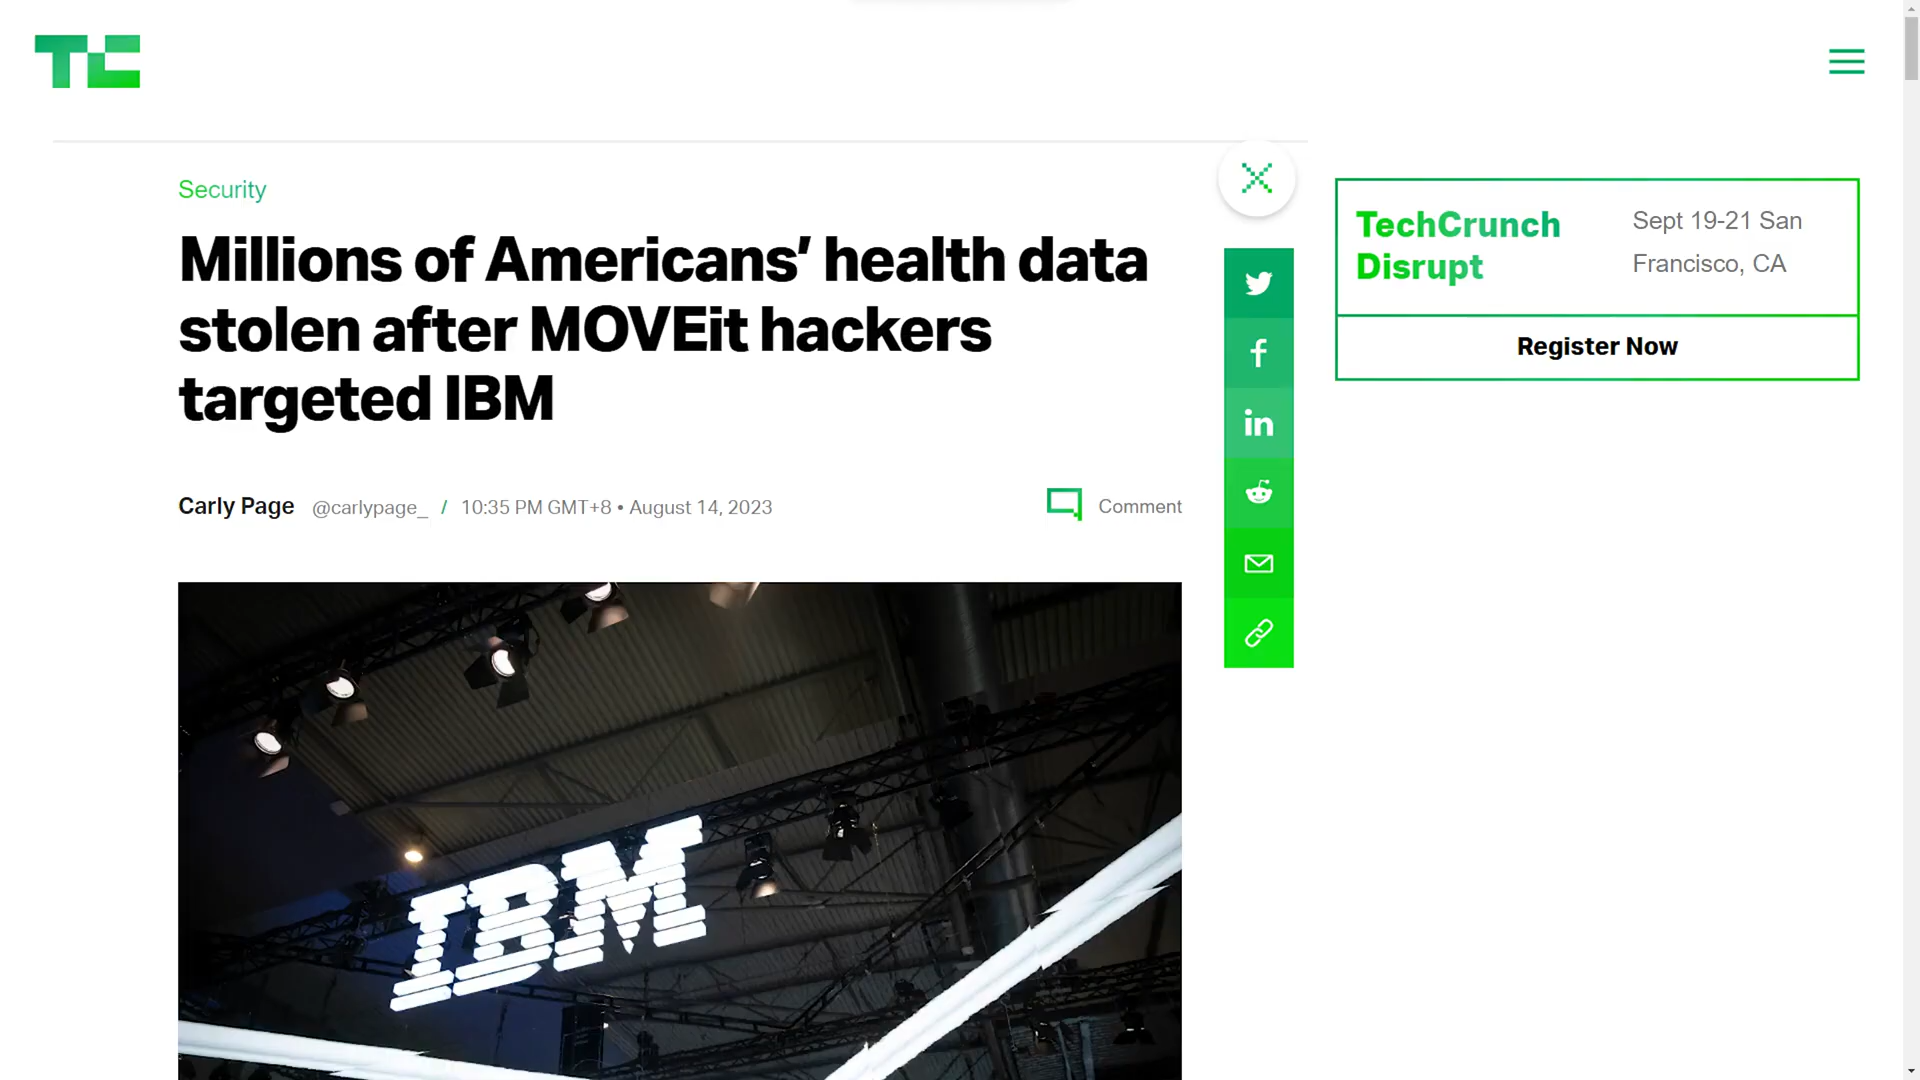 TC
Security
Millions of Americans’ health data
stolen after MOVEit hackers
targeted IBM
Carly Page @carlypage_ / 10:35 PM GMT+8 • August 14, 2023
Comment
TechCrunch
Disrupt
Sept 19-21 San
Francisco, CA
Register Now
IBM